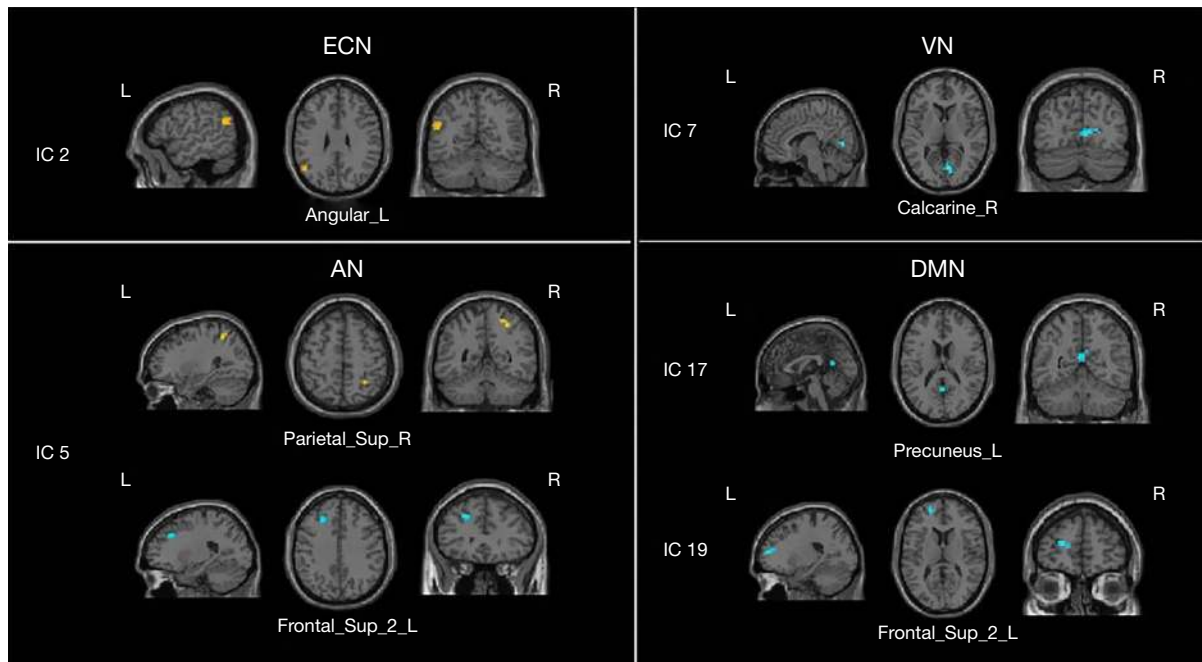 ECN
L
R
IC 2
Angular_L
VN
L
R
IC 7
Calcarine_R
AN
L
R
Parietal_Sup_R
IC 5
L
R
Frontal_Sup_2_L
DMN
L
R
IC 17
Precuneus_L
L
R
IC 19
Frontal_Sup_2_L